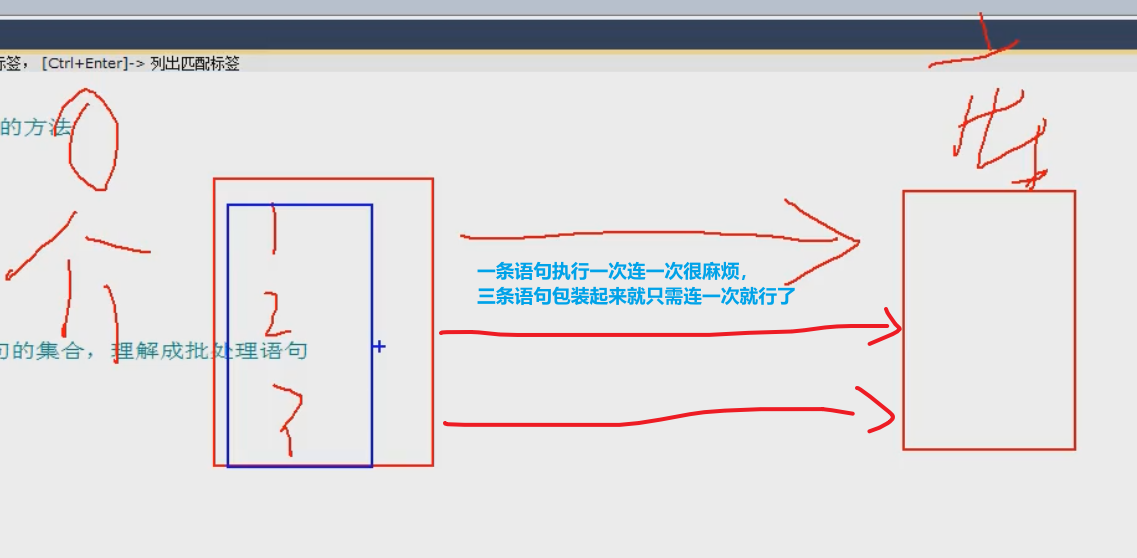 标签， [Ctrl+Enter]-> 列出匹配标签
的方法
0
个
1
2
一条语句执行一次连一次很麻烦，
三条语句包装起来就只需连一次就行了
句的集合，理解成批处理语句